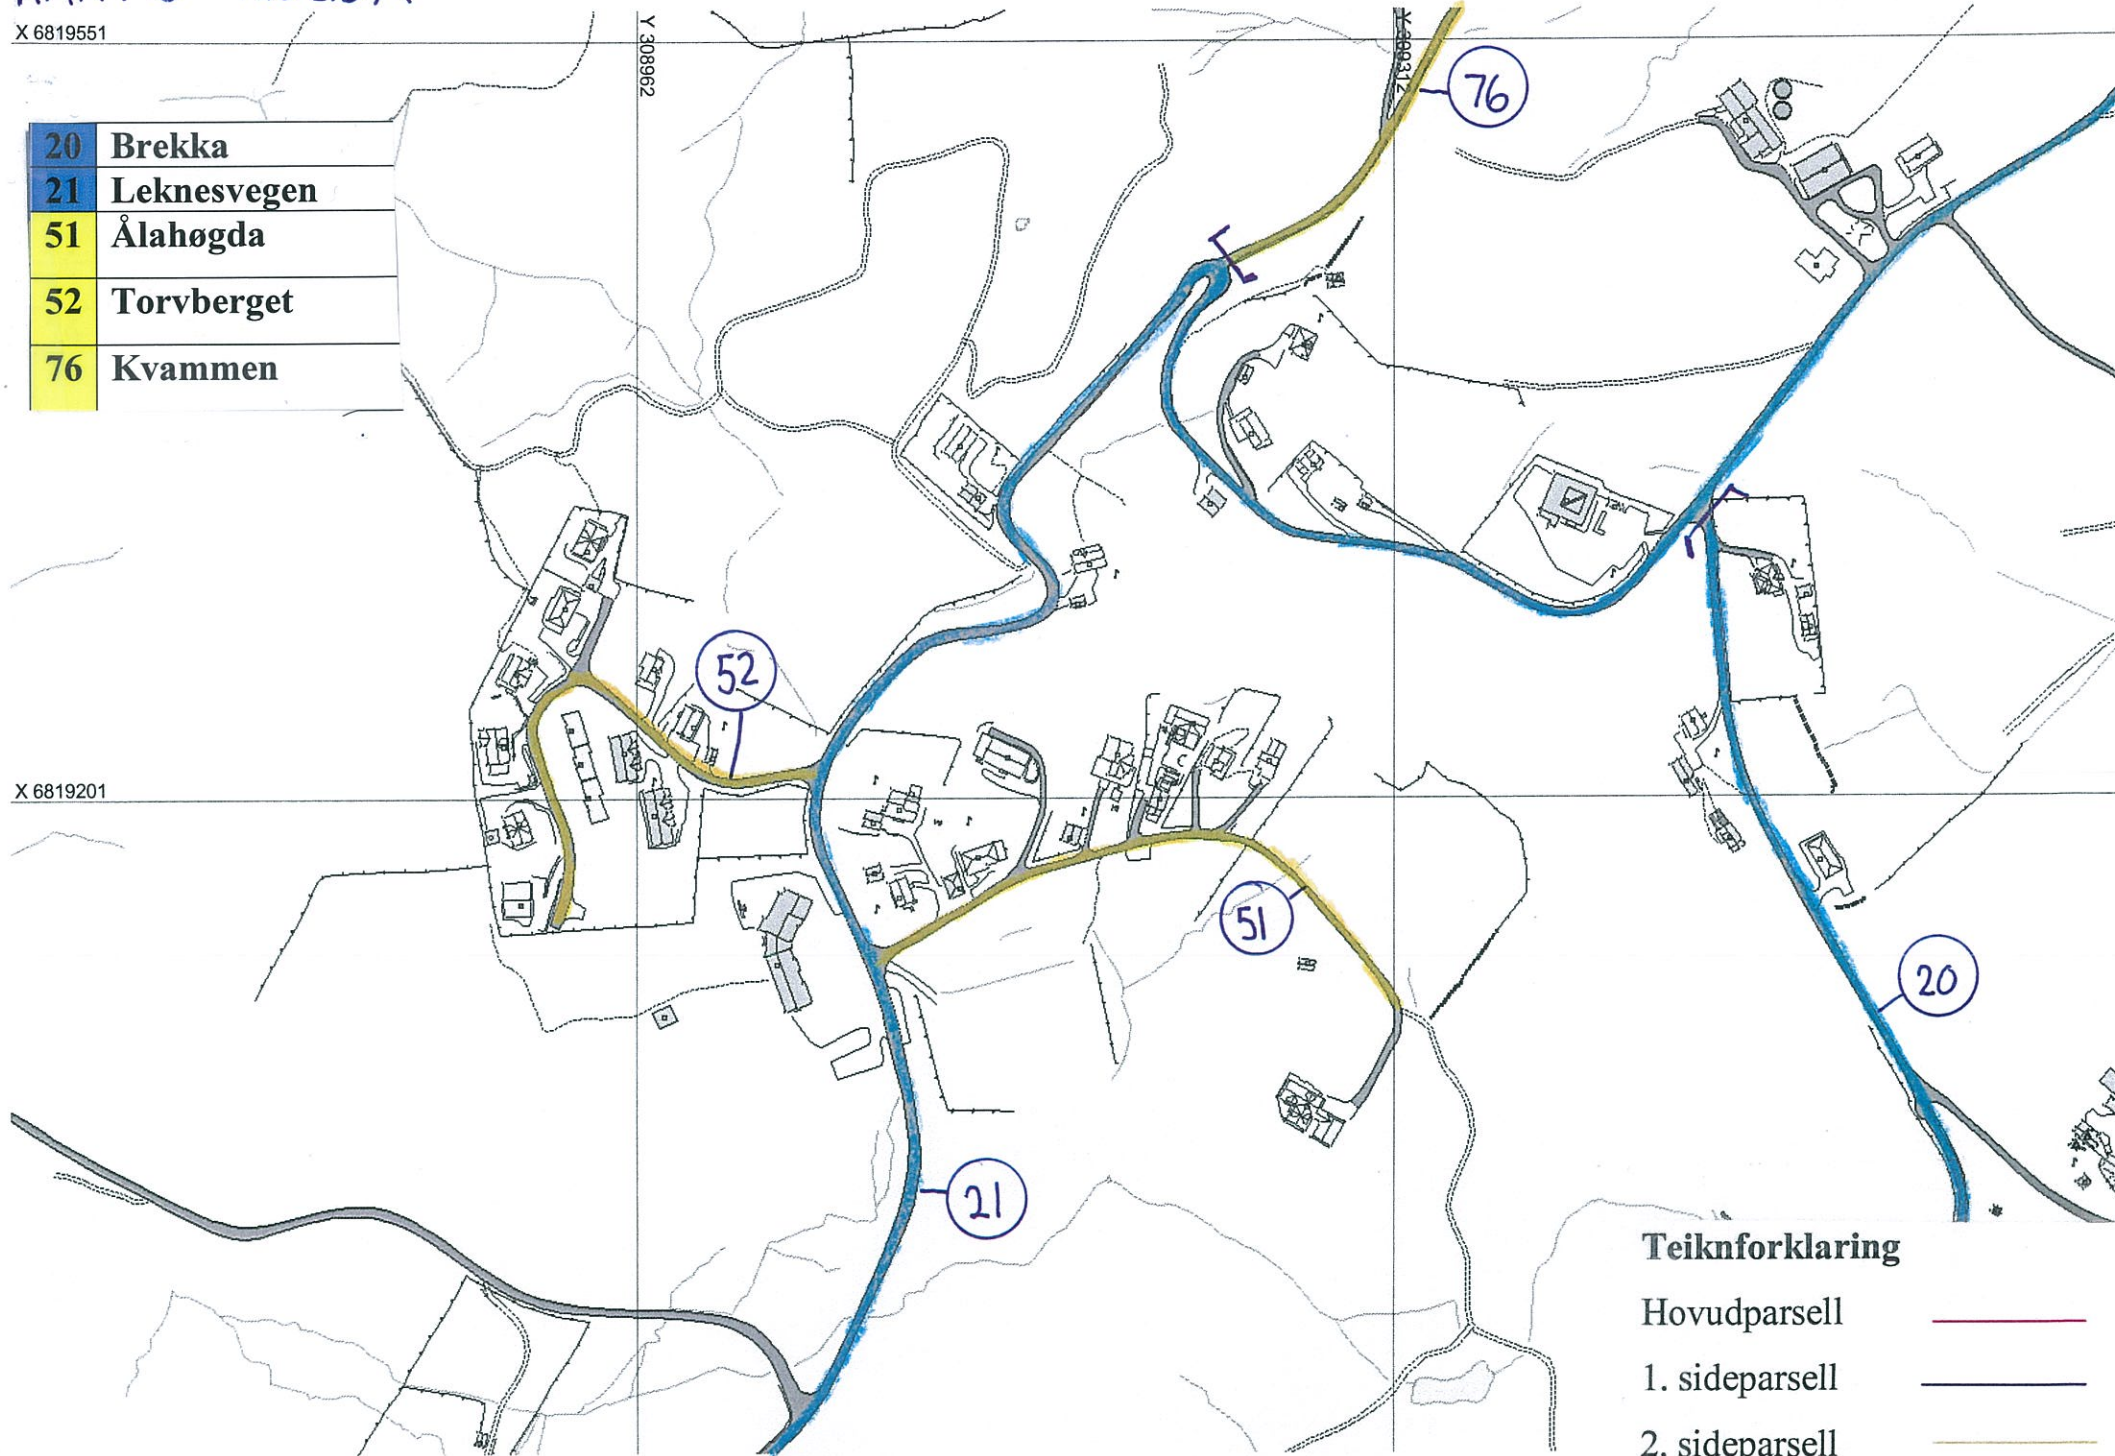 X 6819551
Y 308962
Y 309312
76
20 Brekka
21 Leknesvegen
51 Ålahøgda
52 Torvberget
76 Kvammen
52
X 6819201
51
20
21
Teiknforklaring
Hovudparsell
1. sideparsell
2. sideparsell